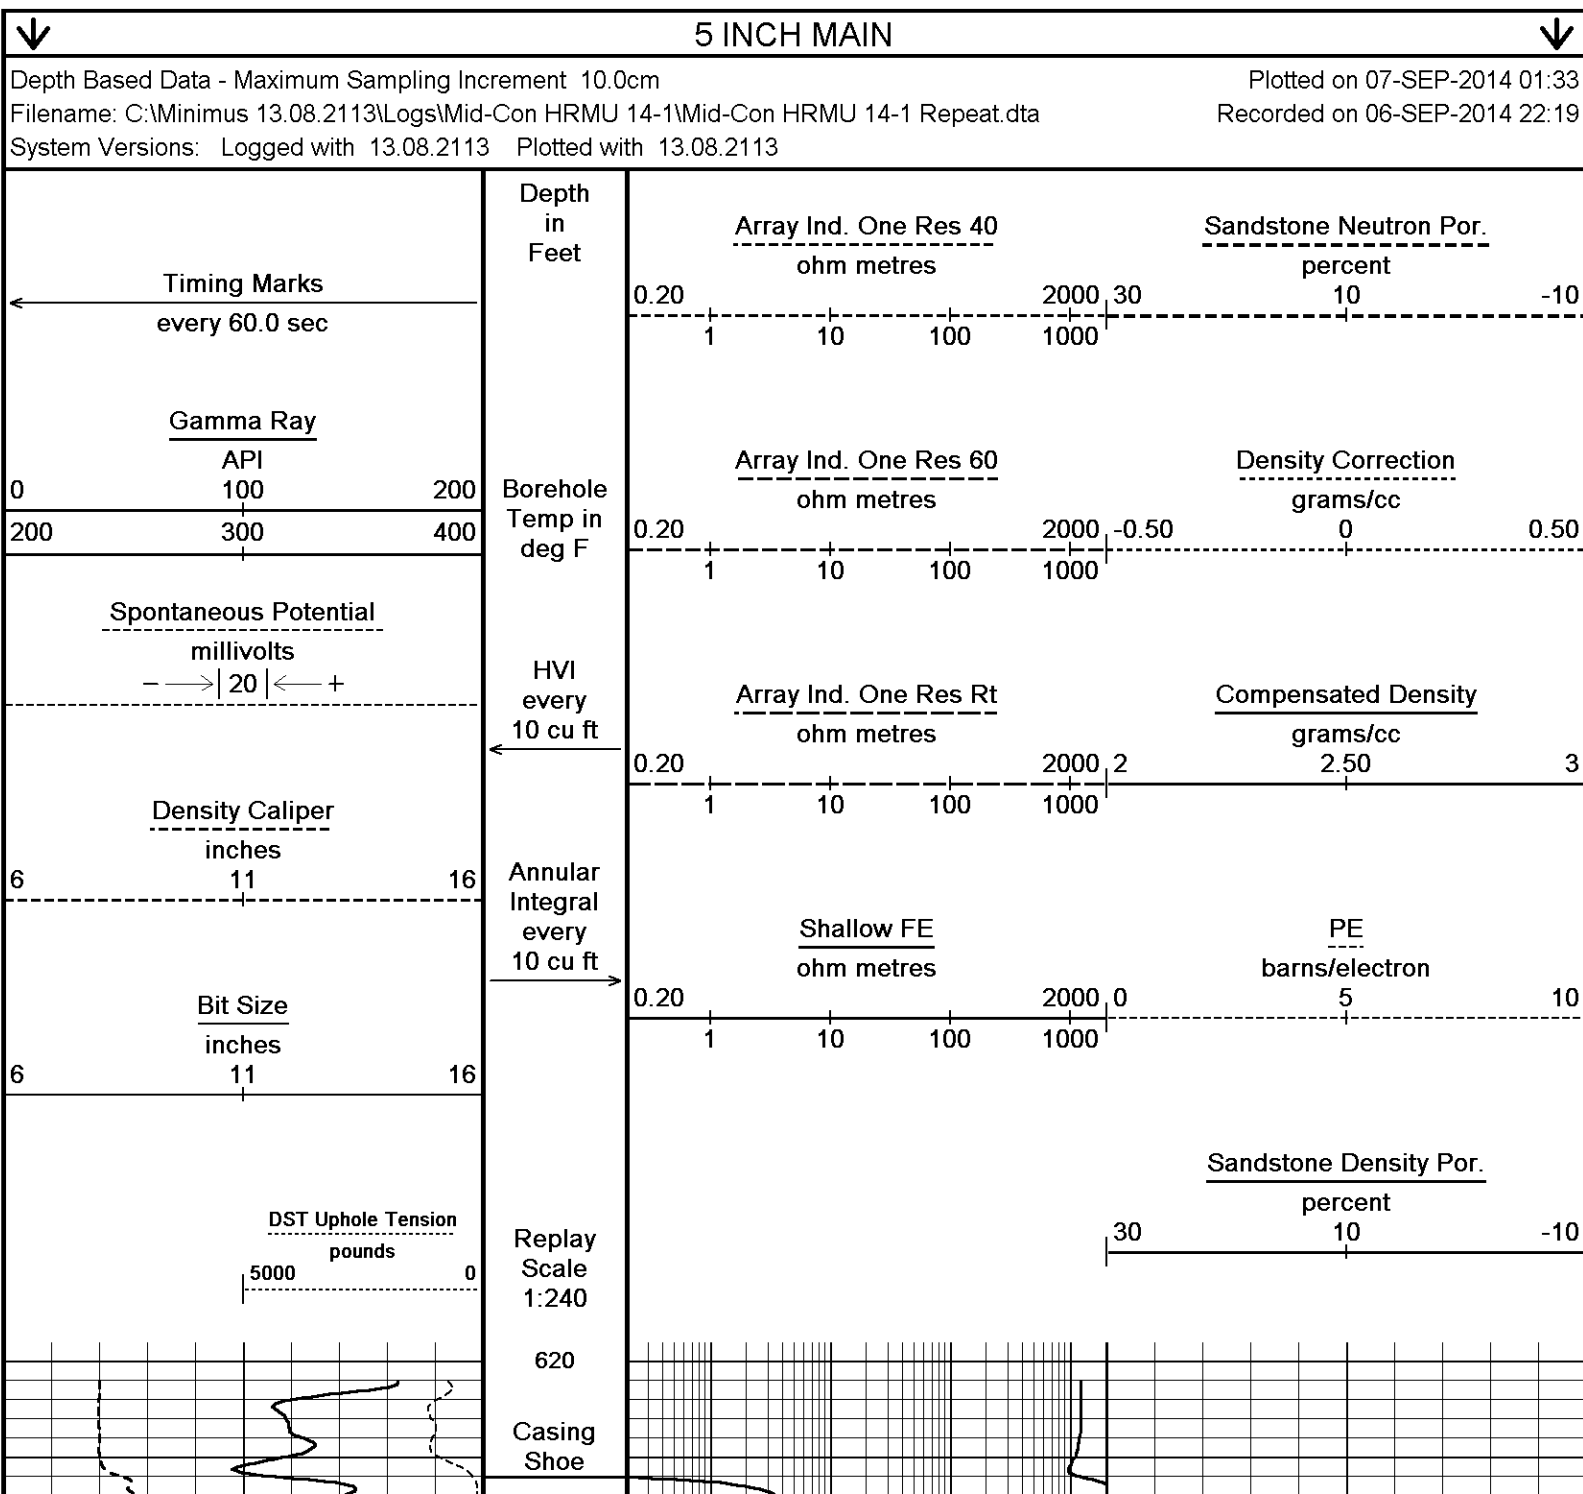 5 INCH MAIN
Depth Based Data - Maximum Sampling Increment 10.0cm
Plotted on 07-SEP-2014 01:33
Filename: C:\Minimus 13.08.2113\Logs\Mid-Con HRMU 14-1\Mid-Con HRMU 14-1 Repeat.dta
Recorded on 06-SEP-2014 22:19
System Versions: Logged with 13.08.2113 Plotted with 13.08.2113
Timing Marks
every 60.0 sec
Gamma Ray
API
0 100 200
200 300 400
Spontaneous Potential
millivolts
− 20 +
Density Caliper
inches
6 11 16
Bit Size
inches
6 11 16
DST Uphole Tension
pounds
5000 0
Depth
in
Feet
Borehole
Temp in
deg F
HVI
every
10 cu ft
Annular
Integral
every
10 cu ft
Replay
Scale
1:240
620
Casing
Shoe
Array Ind. One Res 40
ohm metres
0.20 2000
1 10 100 1000
Array Ind. One Res 60
ohm metres
0.20 2000
1 10 100 1000
Array Ind. One Res Rt
ohm metres
0.20 2000
1 10 100 1000
Shallow FE
ohm metres
0.20 2000
1 10 100 1000
Sandstone Neutron Por.
percent
30 10 -10
Density Correction
grams/cc
-0.50 0 0.50
Compensated Density
grams/cc
2 2.50 3
PE
barns/electron
0 5 10
Sandstone Density Por.
percent
30 10 -10